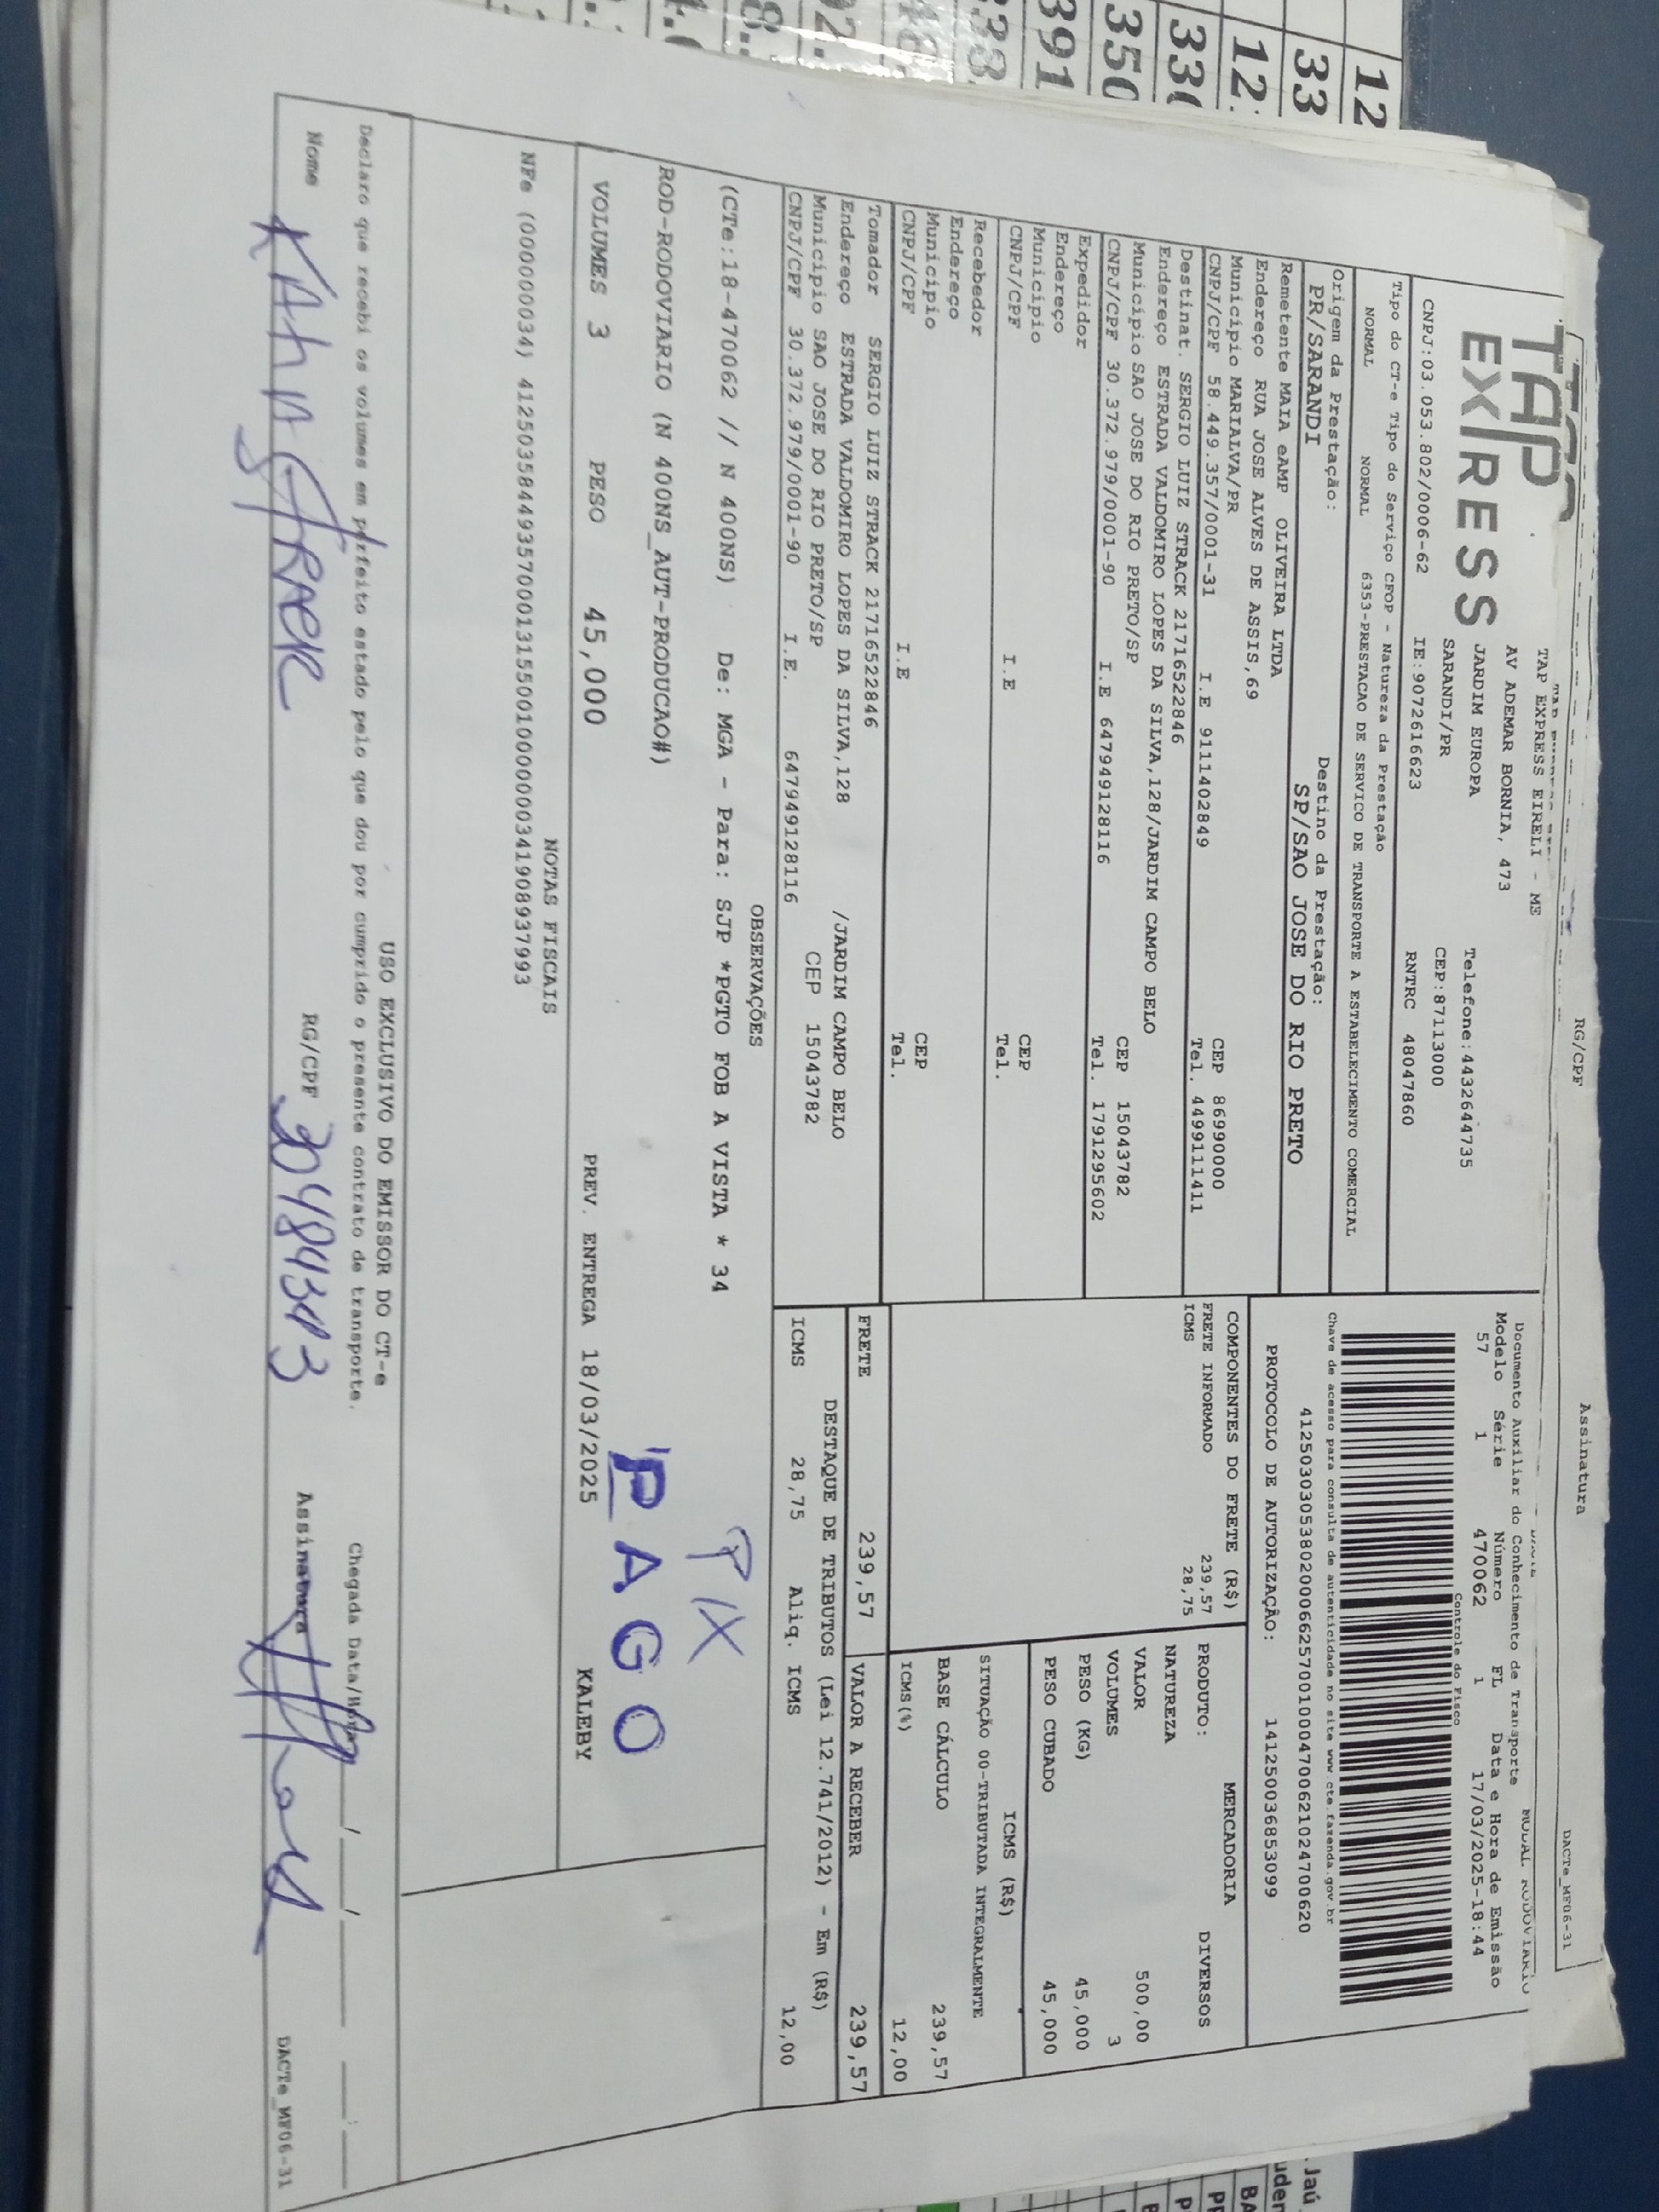 RG/CPF Assinatura DACTe_MF06-31
TAP EXPRESS
TAP EXPRESS EIRELI - ME
AV ADEMAR BORNIA, 473
JARDIM EUROPA Telefone:4432644735
SARANDI/PR CEP:87113000
CNPJ:03.053.802/0006-62 IE:9072616623 RNTRC 48047860
Documento Auxiliar do Conhecimento de Transporte MODAL RODOVIARIO
Modelo Série Número FL Data e Hora de Emissão
57 1 470062 1 17/03/2025-18:44
Controle do Fisco
Tipo do CT-e Tipo do Serviço CFOP - Natureza da Prestação
NORMAL NORMAL 6353-PRESTACAO DE SERVICO DE TRANSPORTE A ESTABELECIMENTO COMERCIAL
Chave de acesso para consulta de autenticidade no site www.cte.fazenda.gov.br
41250303053802000662570010004700621024700620
Origem da Prestação: Destino da Prestação:
PR/SARANDI SP/SAO JOSE DO RIO PRETO
PROTOCOLO DE AUTORIZAÇÃO: 141250036853099
Remetente MAIA eAMP OLIVEIRA LTDA
Endereço RUA JOSE ALVES DE ASSIS,69
Município MARIALVA/PR CEP 86990000
CNPJ/CPF 58.449.357/0001-31 I.E 9111402849 Tel. 4499111411
Destinat. SERGIO LUIZ STRACK 21716522846
Endereço ESTRADA VALDOMIRO LOPES DA SILVA,128/JARDIM CAMPO BELO
Município SAO JOSE DO RIO PRETO/SP CEP 15043782
CNPJ/CPF 30.372.979/0001-90 I.E 647949128116 Tel. 1791295602
Expedidor
Endereço
Município CEP
CNPJ/CPF I.E Tel.
Recebedor
Endereço
Município CEP
CNPJ/CPF I.E Tel.
Tomador SERGIO LUIZ STRACK 21716522846
Endereço ESTRADA VALDOMIRO LOPES DA SILVA,128 /JARDIM CAMPO BELO
Município SAO JOSE DO RIO PRETO/SP CEP 15043782
CNPJ/CPF 30.372.979/0001-90 I.E. 647949128116
COMPONENTES DO FRETE (R$)
FRETE INFORMADO 239,57
ICMS 28,75
MERCADORIA
PRODUTO: DIVERSOS
NATUREZA
VALOR 500,00
VOLUMES 3
PESO (KG) 45,000
PESO CUBADO 45,000
ICMS (R$)
SITUAÇÃO 00-TRIBUTADA INTEGRALMENTE
BASE CÁLCULO 239,57
ICMS(%) 12,00
FRETE 239,57 VALOR A RECEBER 239,57
DESTAQUE DE TRIBUTOS (Lei 12.741/2012) - Em (R$)
ICMS 28,75 Aliq. ICMS 12,00
OBSERVAÇÕES
(CTe:18-470062 // N 400NS) De: MGA - Para: SJP *PGTO FOB A VISTA * 34
ROD-RODOVIARIO (N 400NS_AUT-PRODUCAO#)
PIX
PAGO
VOLUMES 3 PESO 45,000 PREV. ENTREGA 18/03/2025 KALEBY
NOTAS FISCAIS
NFe (000000034) 41250358449357000131550010000000341908937993
USO EXCLUSIVO DO EMISSOR DO CT-e
Declaro que recebi os volumes em perfeito estado pelo que dou por cumprido o presente contrato de transporte. Chegada Data/Hora
Nome RG/CPF Assinatura DACTe_MF06-31
12
33
12
33
350
391
33
Jaú